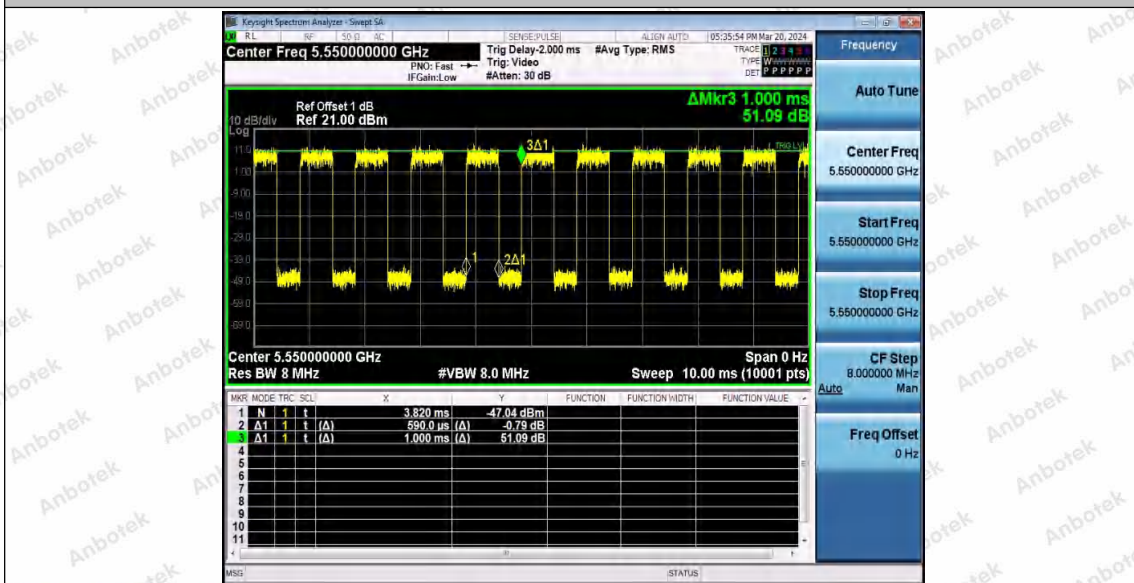 Keysight Spectrum Analyzer - Swept SA
RL RF 50 Ω AC SENSE:PULSE ALIGN AUTO 05:35:54 PM Mar 20, 2024
Center Freq 5.550000000 GHz
PNO: Fast
IFGain:Low
Trig Delay-2.000 ms
Trig: Video
#Atten: 30 dB
#Avg Type: RMS
TRACE 1 2 3 4 5 6
TYPE W
DET P P P P P P
Ref Offset 1 dB
Ref 21.00 dBm
10 dB/div
Log
ΔMkr3 1.000 ms
51.09 dB
11.0
1.00
-9.00
-19.0
-29.0
-39.0
-49.0
-59.0
-69.0
3Δ1
TRIG LVL
1
2Δ1
Center 5.550000000 GHz
Span 0 Hz
Res BW 8 MHz
#VBW 8.0 MHz
Sweep 10.00 ms (10001 pts)
MKR MODE TRC SCL X Y FUNCTION FUNCTION WIDTH FUNCTION VALUE
1 N 1 t 3.820 ms -47.04 dBm
2 Δ1 1 t (Δ) 590.0 µs (Δ) -0.79 dB
3 Δ1 1 t (Δ) 1.000 ms (Δ) 51.09 dB
4
5
6
7
8
9
10
11
MSG
STATUS
Frequency
Auto Tune
Center Freq
5.550000000 GHz
Start Freq
5.550000000 GHz
Stop Freq
5.550000000 GHz
CF Step
8.000000 MHz
Auto Man
Freq Offset
0 Hz
Anbotek